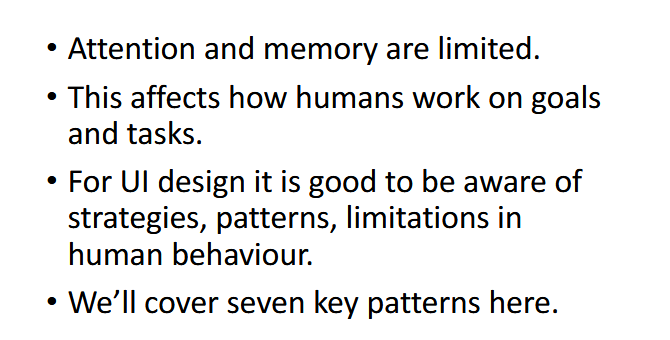 • Attention and memory are limited.
• This affects how humans work on goals
and tasks.
• For UI design it is good to be aware of
strategies, patterns, limitations in
human behaviour.
• We’ll cover seven key patterns here.